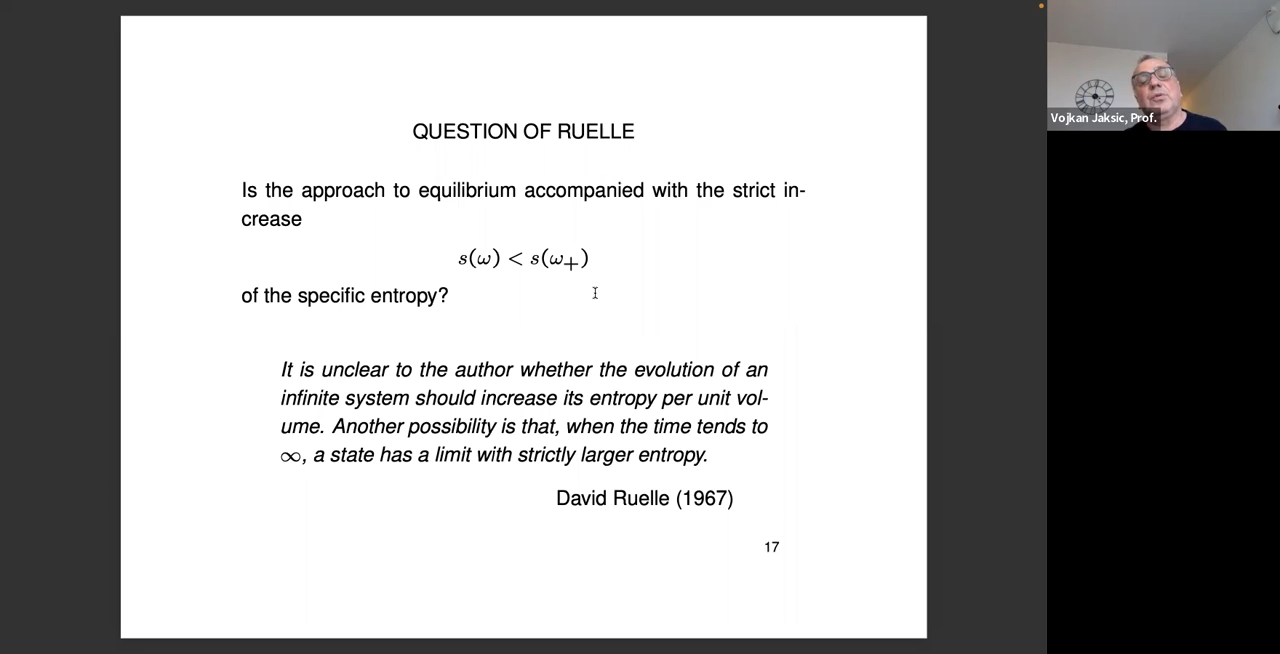 QUESTION OF RUELLE
Is the approach to equilibrium accompanied with the strict in-
crease
s(ω) < s(ω₊)
of the specific entropy?
It is unclear to the author whether the evolution of an
infinite system should increase its entropy per unit vol-
ume. Another possibility is that, when the time tends to
∞, a state has a limit with strictly larger entropy.
David Ruelle (1967)
17
Vojkan Jaksic, Prof.